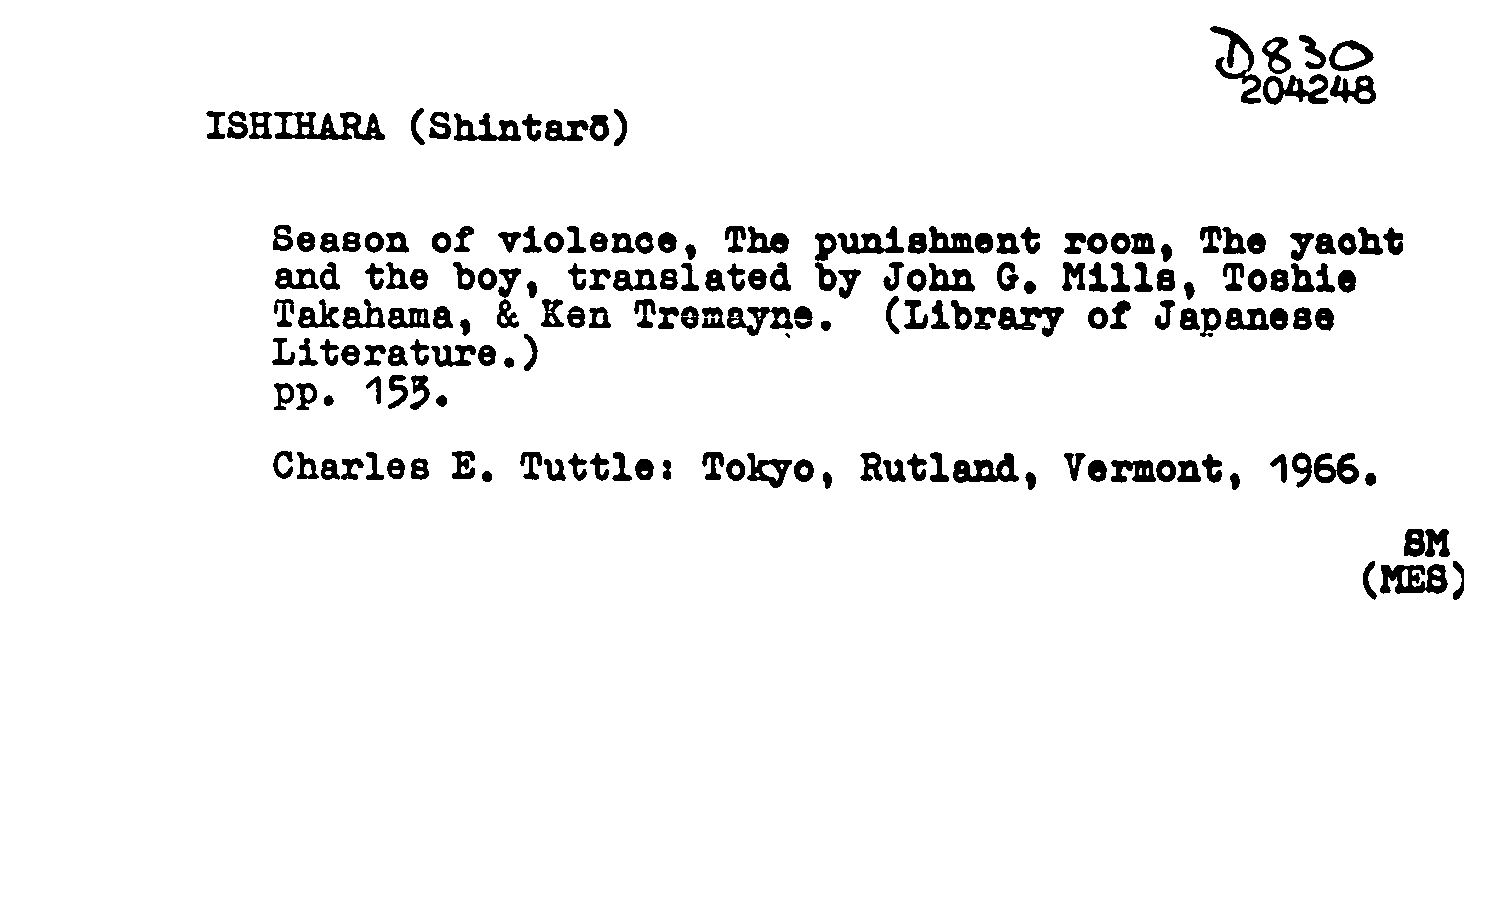 D830
204248
ISHIHARA (Shintarō)
Season of violence, The punishment room, The yacht
and the boy, translated by John G. Mills, Toshie
Takahama, & Ken Tremayne. (Library of Japanese
Literature.)
pp. 153.
Charles E. Tuttle: Tokyo, Rutland, Vermont, 1966.
SM
(MES)